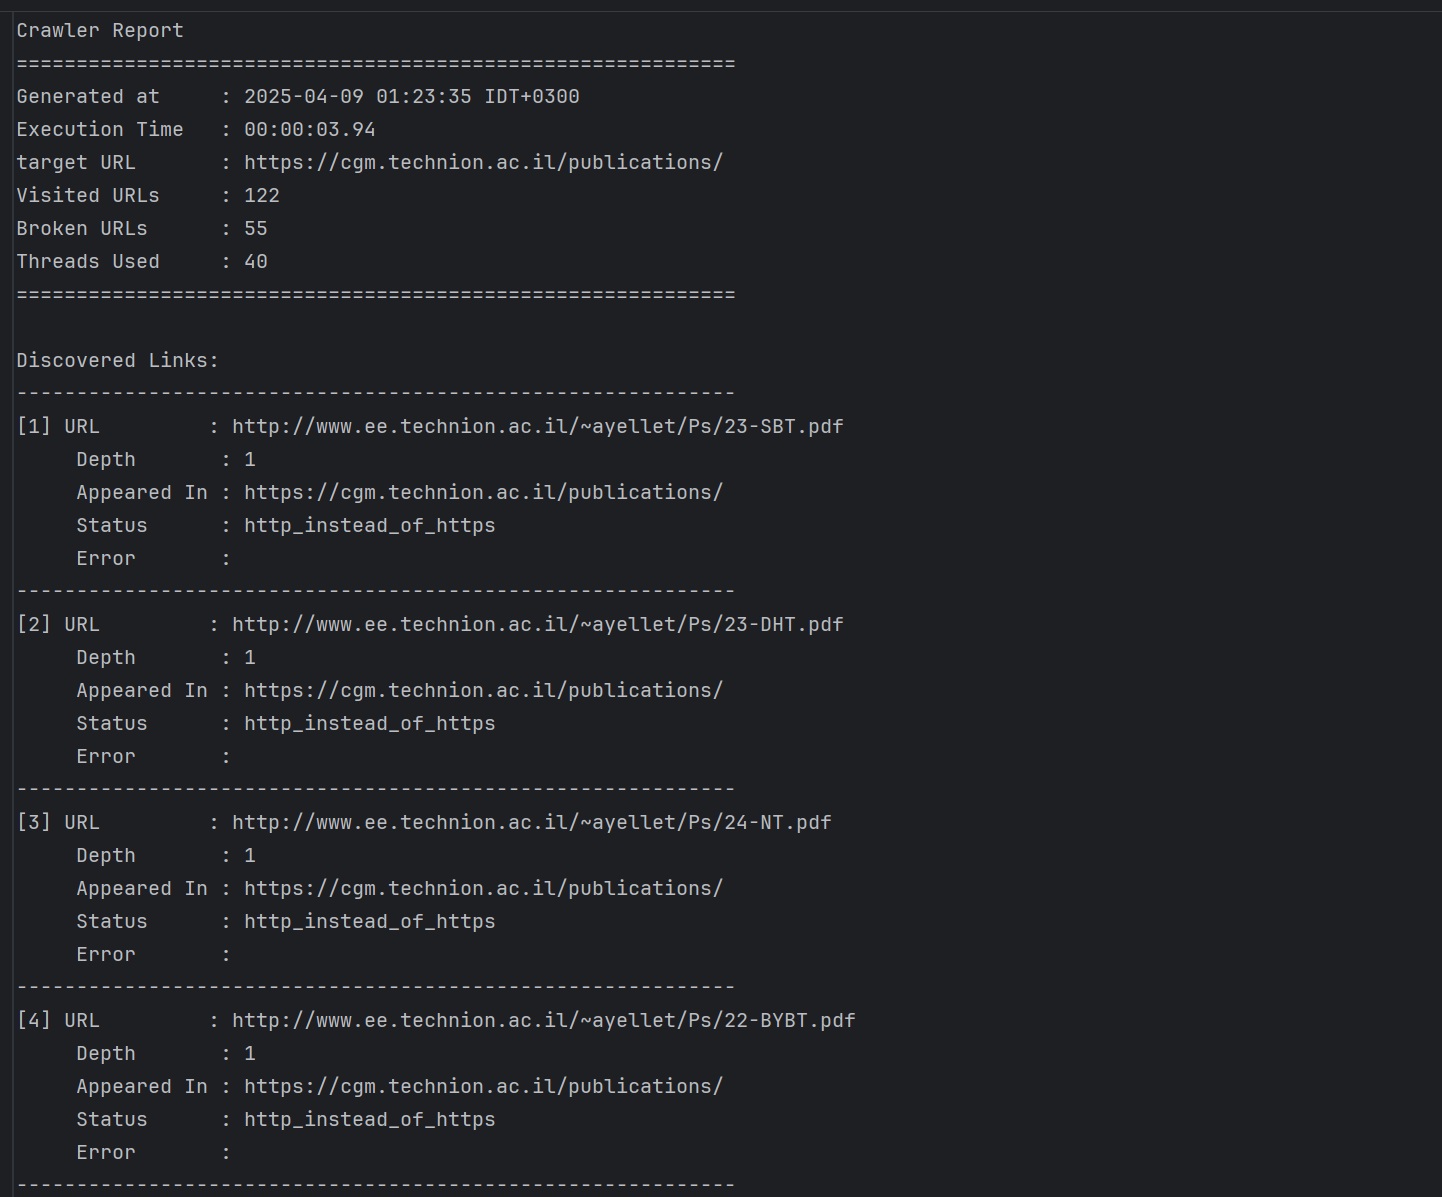 Crawler Report
============================================================
Generated at     : 2025-04-09 01:23:35 IDT+0300
Execution Time   : 00:00:03.94
target URL       : https://cgm.technion.ac.il/publications/
Visited URLs     : 122
Broken URLs      : 55
Threads Used     : 40
============================================================

Discovered Links:
------------------------------------------------------------
[1] URL         : http://www.ee.technion.ac.il/~ayellet/Ps/23-SBT.pdf
     Depth       : 1
     Appeared In : https://cgm.technion.ac.il/publications/
     Status      : http_instead_of_https
     Error       :
------------------------------------------------------------
[2] URL         : http://www.ee.technion.ac.il/~ayellet/Ps/23-DHT.pdf
     Depth       : 1
     Appeared In : https://cgm.technion.ac.il/publications/
     Status      : http_instead_of_https
     Error       :
------------------------------------------------------------
[3] URL         : http://www.ee.technion.ac.il/~ayellet/Ps/24-NT.pdf
     Depth       : 1
     Appeared In : https://cgm.technion.ac.il/publications/
     Status      : http_instead_of_https
     Error       :
------------------------------------------------------------
[4] URL         : http://www.ee.technion.ac.il/~ayellet/Ps/22-BYBT.pdf
     Depth       : 1
     Appeared In : https://cgm.technion.ac.il/publications/
     Status      : http_instead_of_https
     Error       :
------------------------------------------------------------